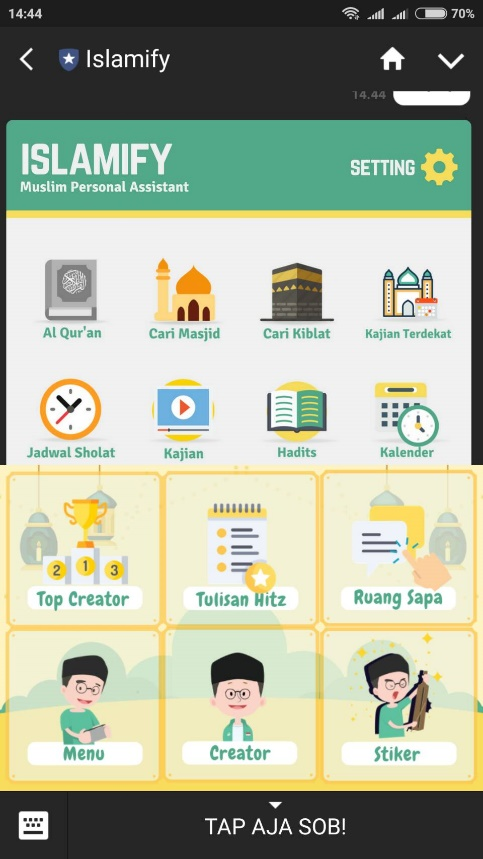 14:44
70%
Islamify
14.44
ISLAMIFY
Muslim Personal Assistant
SETTING
Al Qur'an
Cari Masjid
Cari Kiblat
Kajian Terdekat
Jadwal Sholat
Kajian
Hadits
Kalender
2 1 3
Top Creator
Tulisan Hitz
Ruang Sapa
Menu
Creator
Stiker
TAP AJA SOB!